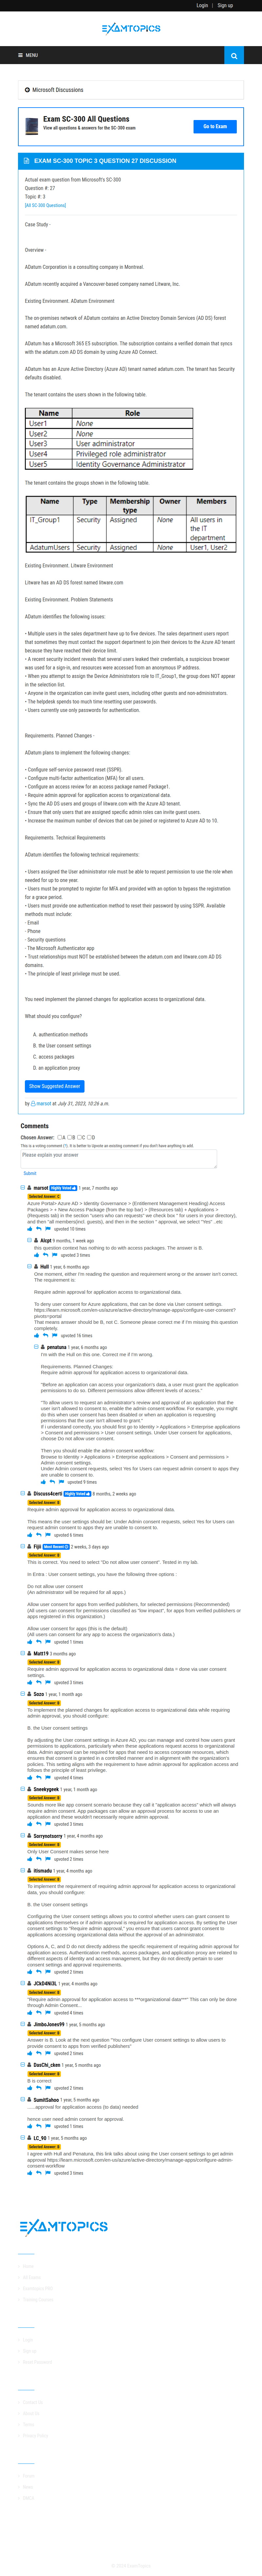 Login | Sign up
EXAMTOPICS
MENU
Microsoft Discussions
Exam SC-300 All Questions
View all questions & answers for the SC-300 exam
Go to Exam
EXAM SC-300 TOPIC 3 QUESTION 27 DISCUSSION
Actual exam question from Microsoft's SC-300
Question #: 27
Topic #: 3
[All SC-300 Questions]
Case Study -
Overview -
ADatum Corporation is a consulting company in Montreal.
ADatum recently acquired a Vancouver-based company named Litware, Inc.
Existing Environment. ADatum Environment
The on-premises network of ADatum contains an Active Directory Domain Services (AD DS) forest
named adatum.com.
ADatum has a Microsoft 365 E5 subscription. The subscription contains a verified domain that syncs
with the adatum.com AD DS domain by using Azure AD Connect.
ADatum has an Azure Active Directory (Azure AD) tenant named adatum.com. The tenant has Security
defaults disabled.
The tenant contains the users shown in the following table.
Name Role
User1 None
User2 None
User3 User administrator
User4 Privileged role administrator
User5 Identity Governance Administrator
The tenant contains the groups shown in the following table.
Name Type Membership type Owner Members
IT_Group1 Security Assigned None All users in the IT department
AdatumUsers Security Assigned None User1, User2
Existing Environment. Litware Environment
Litware has an AD DS forest named litware.com
Existing Environment. Problem Statements
ADatum identifies the following issues:
• Multiple users in the sales department have up to five devices. The sales department users report
that sometimes they must contact the support department to join their devices to the Azure AD tenant
because they have reached their device limit.
• A recent security incident reveals that several users leaked their credentials, a suspicious browser
was used for a sign-in, and resources were accessed from an anonymous IP address.
• When you attempt to assign the Device Administrators role to IT_Group1, the group does NOT appear
in the selection list.
• Anyone in the organization can invite guest users, including other guests and non-administrators.
• The helpdesk spends too much time resetting user passwords.
• Users currently use only passwords for authentication.
Requirements. Planned Changes -
ADatum plans to implement the following changes:
• Configure self-service password reset (SSPR).
• Configure multi-factor authentication (MFA) for all users.
• Configure an access review for an access package named Package1.
• Require admin approval for application access to organizational data.
• Sync the AD DS users and groups of litware.com with the Azure AD tenant.
• Ensure that only users that are assigned specific admin roles can invite guest users.
• Increase the maximum number of devices that can be joined or registered to Azure AD to 10.
Requirements. Technical Requirements
ADatum identifies the following technical requirements:
• Users assigned the User administrator role must be able to request permission to use the role when
needed for up to one year.
• Users must be prompted to register for MFA and provided with an option to bypass the registration
for a grace period.
• Users must provide one authentication method to reset their password by using SSPR. Available
methods must include:
- Email
- Phone
- Security questions
- The Microsoft Authenticator app
• Trust relationships must NOT be established between the adatum.com and litware.com AD DS
domains.
• The principle of least privilege must be used.
You need implement the planned changes for application access to organizational data.
What should you configure?
A. authentication methods
B. the User consent settings
C. access packages
D. an application proxy
Show Suggested Answer
by marsot at July 31, 2023, 10:26 a.m.
Comments
Chosen Answer: A B C D
This is a voting comment (?). It is better to Upvote an existing comment if you don't have anything to add.
Please explain your answer
Submit
marsot Highly Voted 1 year, 7 months ago
Selected Answer: C
Azure Portal> Azure AD > Identity Governance > (Entitlement Management Heading) Access
Packages > + New Access Package (from the top bar) > (Resources tab) + Applications >
(Requests tab) in the section "users who can requests" we check box " for users in your directory),
and then "all members(incl. guests), and then in the section require " approval, we select "Yes" ..etc
upvoted 10 times
Alcpt 9 months, 1 week ago
this question context has nothing to do with access packages. The answer is B.
upvoted 3 times
Hull 1 year, 6 months ago
One moment, either I'm reading the question and requirement wrong or the answer isn't correct.
The requirement is:
Require admin approval for application access to organizational data.
To deny user consent for Azure applications, that can be done via User consent settings.
https://learn.microsoft.com/en-us/azure/active-directory/manage-apps/configure-user-consent?
pivots=portal
That means answer should be B, not C. Someone please correct me if I'm missing this question
completely.
upvoted 16 times
penatuna 1 year, 6 months ago
I'm with the Hull on this one. Correct me if I'm wrong.
Requirements. Planned Changes:
Require admin approval for application access to organizational data.
"Before an application can access your organization's data, a user must grant the application
permissions to do so. Different permissions allow different levels of access."
"'To allow users to request an administrator's review and approval of an application that the
user isn't allowed to consent to, enable the admin consent workflow. For example, you might
do this when user consent has been disabled or when an application is requesting
permissions that the user isn't allowed to grant.
If I understand correctly, you should first go to Identity > Applications > Enterprise applications
> Consent and permissions > User consent settings. Under User consent for applications,
choose Do not allow user consent.
Then you should enable the admin consent workflow:
Browse to Identity > Applications > Enterprise applications > Consent and permissions >
Admin consent settings.
Under Admin consent requests, select Yes for Users can request admin consent to apps they
are unable to consent to.
upvoted 9 times
Discuss4certi Highly Voted 8 months, 2 weeks ago
Selected Answer: B
Require admin approval for application access to organizational data.
This means the user settings should be: Under Admin consent requests, select Yes for Users can
request admin consent to apps they are unable to consent to.
upvoted 6 times
Fijii Most Recent 2 weeks, 3 days ago
Selected Answer: B
This is correct. You need to select "Do not allow user consent". Tested in my lab.
in Entra : User consent settings, you have the following three options :
Do not allow user consent
(An administrator will be required for all apps.)
Allow user consent for apps from verified publishers, for selected permissions (Recommended)
(All users can consent for permissions classified as "low impact", for apps from verified publishers or
apps registered in this organization.)
Allow user consent for apps (this is the default)
(All users can consent for any app to access the organization's data.)
upvoted 1 times
Matt19 3 months ago
Selected Answer: B
Require admin approval for application access to organizational data = done via user consent
settings.
upvoted 3 times
Sozo 1 year, 1 month ago
Selected Answer: B
To implement the planned changes for application access to organizational data while requiring
admin approval, you should configure:
B. the User consent settings
By adjusting the User consent settings in Azure AD, you can manage and control how users grant
permissions to applications, particularly those that require access to organizational
data. Admin approval can be required for apps that need to access corporate resources, which
ensures that consent is granted in a controlled manner and in alignment with the organization's
policies. This setting aligns with the requirement to have admin approval for application access and
follows the principle of least privilege.
upvoted 4 times
Sneekygeek 1 year, 1 month ago
Selected Answer: B
Sounds more like app consent scenario because they call it "application access" which will always
require admin consent. App packages can allow an approval process for access to all use an
application and these wouldn't necessarily be organization wide.
upvoted 3 times
Sorrynotsorry 1 year, 4 months ago
Selected Answer: B
Only User Consent makes sense here
upvoted 2 times
itismadu 1 year, 4 months ago
Selected Answer: B
To implement the requirement of requiring admin approval for application access to organizational
data, you should configure:
B. the User consent settings
Configuring the User consent settings allows you to control whether users can grant consent to
applications themselves or if admin approval is required for access. By setting the user consent
configuration to "Require admin approval," you ensure that users cannot grant consent to
applications accessing organizational data without the approval of an administrator.
Options A, C, and D do not directly address the specific requirement of requiring admin approval for
application access. Authentication methods, access packages, and application proxies are related to
different aspects of identity and access management, but they do not directly pertain to user
consent settings and approval requirements.
upvoted 2 times
JCkD4Ni3L 1 year, 4 months ago
Selected Answer: B
"Require admin approval for application access to ***organizational data***" This can only be done
through Admin Consent...
upvoted 4 times
JimboJones99 1 year, 5 months ago
Selected Answer: B
Answer is B. Look at the next question "You configure User consent settings to allow users to
provide consent to apps from verified publishers"
upvoted 2 times
DasChi_cken 1 year, 5 months ago
Selected Answer: B
B is correct
upvoted 2 times
SumitSahoo 1 year, 5 months ago
......approval for application access (to data) needed
hence user need admin consent for approval.
upvoted 1 times
LC_90 1 year, 5 months ago
Selected Answer: B
I agree with Hull and Penatuna, this link talks about using the User consent settings to get admin
approval https://learn.microsoft.com/en-us/azure/active-directory/manage-apps/configure-admin-
consent-workflow
upvoted 3 times
EXAMTOPICS